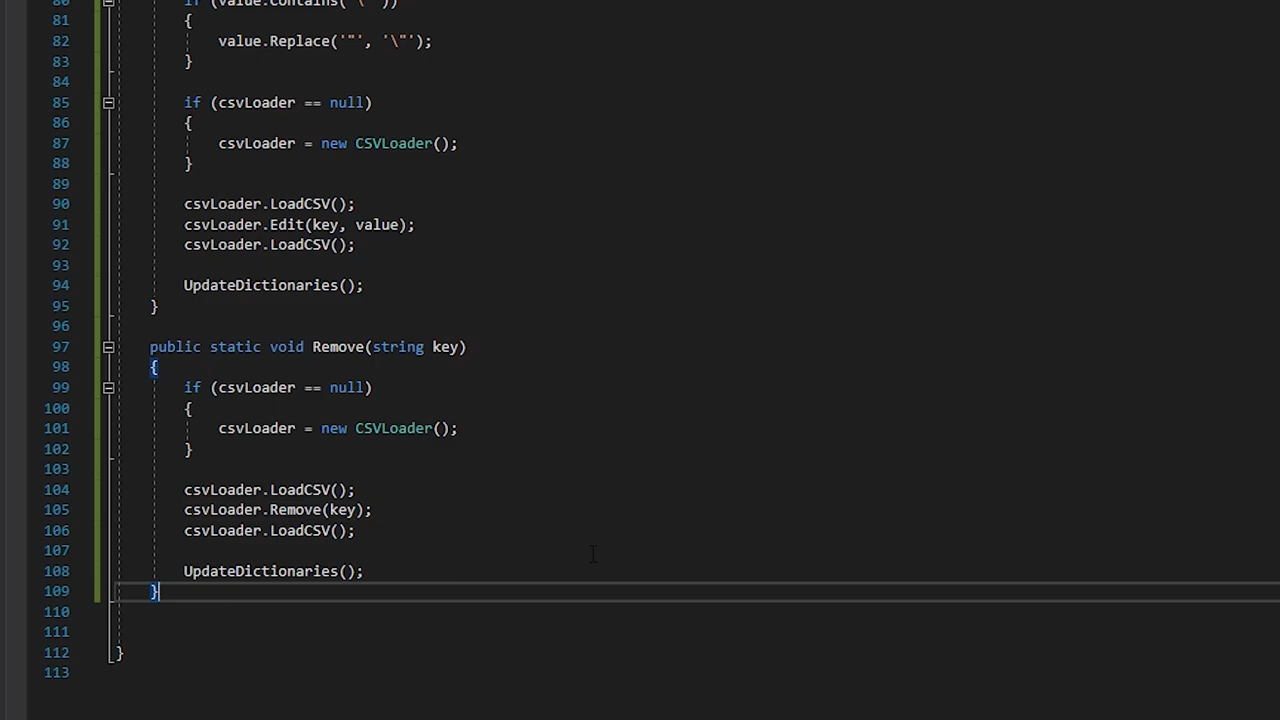 80 if (value.Contains("\""))
81 {
82 value.Replace('"', '\"');
83 }
84
85 if (csvLoader == null)
86 {
87 csvLoader = new CSVLoader();
88 }
89
90 csvLoader.LoadCSV();
91 csvLoader.Edit(key, value);
92 csvLoader.LoadCSV();
93
94 UpdateDictionaries();
95 }
96
97 public static void Remove(string key)
98 {
99 if (csvLoader == null)
100 {
101 csvLoader = new CSVLoader();
102 }
103
104 csvLoader.LoadCSV();
105 csvLoader.Remove(key);
106 csvLoader.LoadCSV();
107
108 UpdateDictionaries();
109 }
110
111
112 }
113